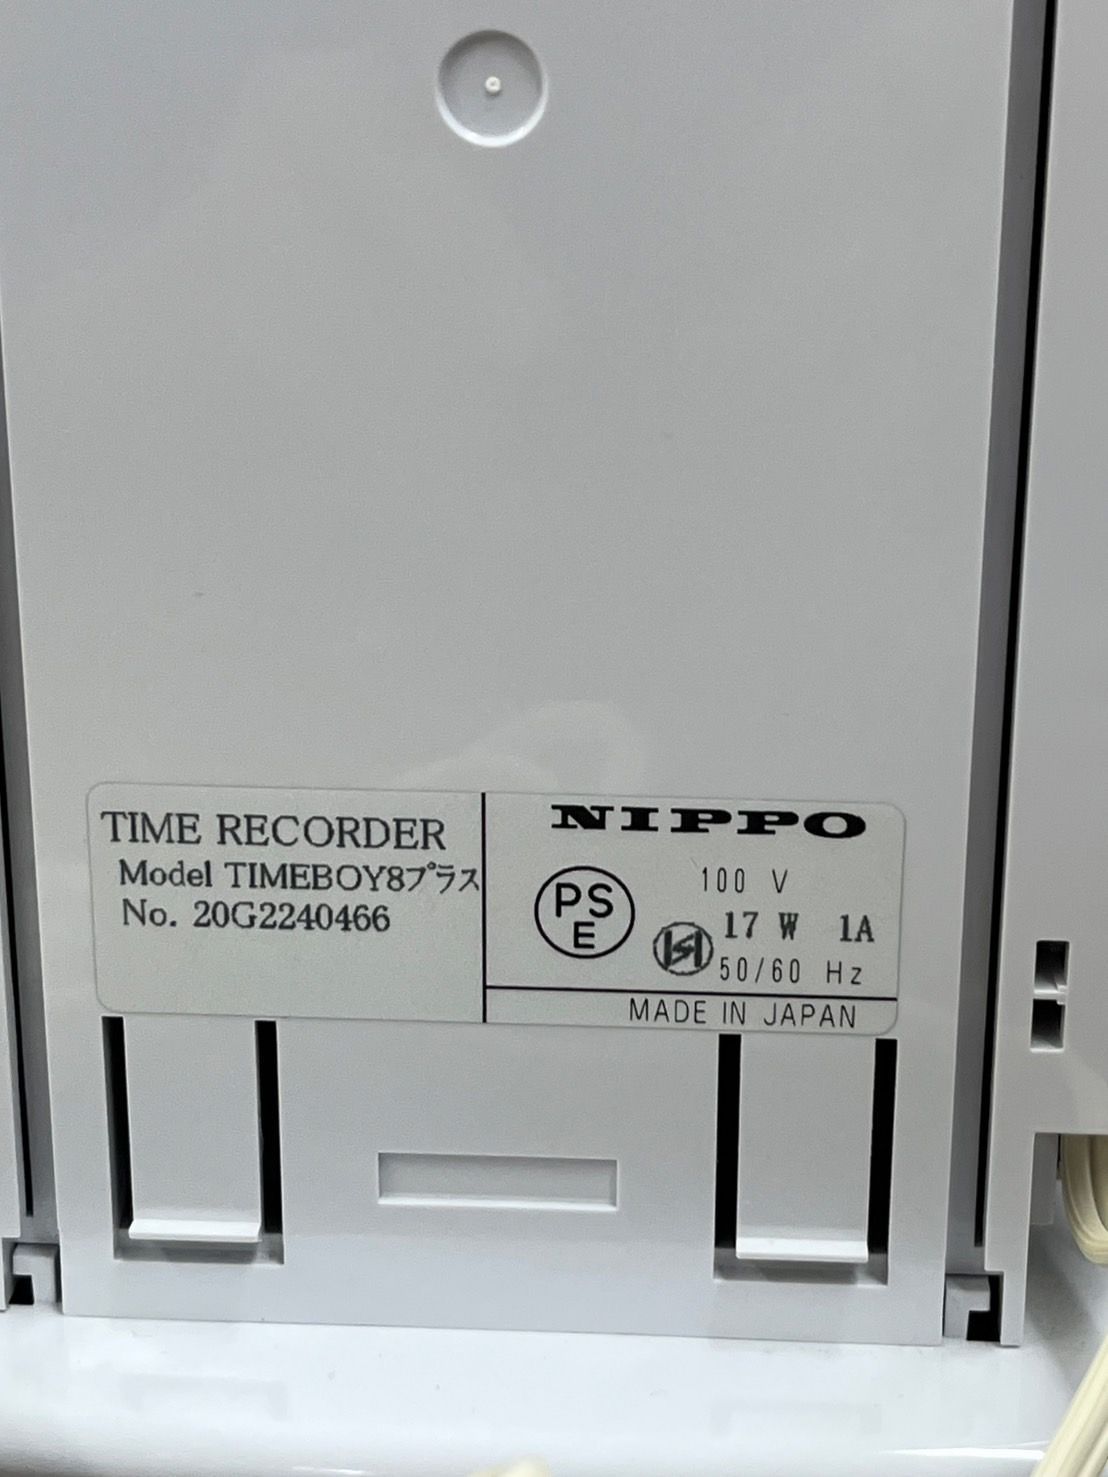 TIME RECORDER
Model TIMEBOY8プラス
No. 20G2240466
NIPPO
PS
E
100 V
17 W 1A
50/60 Hz
MADE IN JAPAN